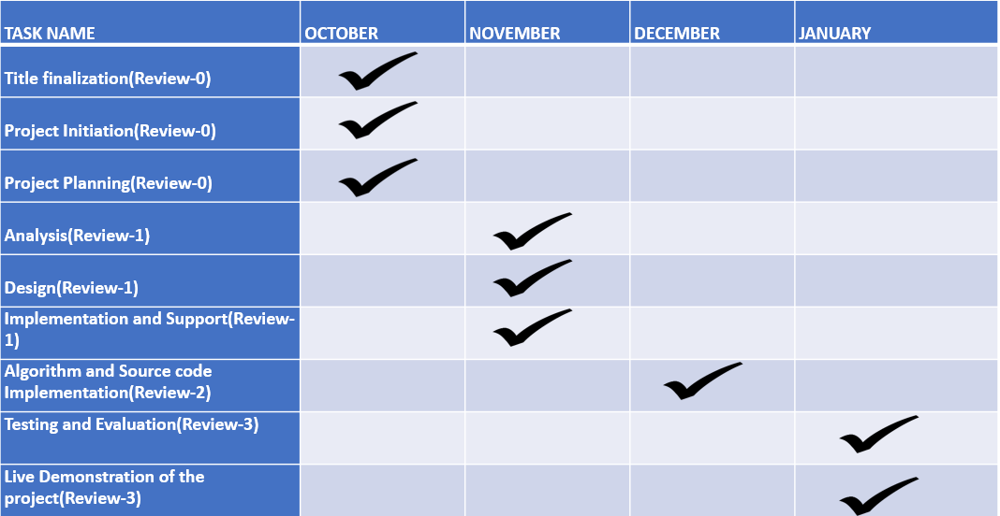 TASK NAME OCTOBER NOVEMBER DECEMBER JANUARY
Title finalization(Review-0)
Project Initiation(Review-0)
Project Planning(Review-0)
Analysis(Review-1)
Design(Review-1)
Implementation and Support(Review-
1)
Algorithm and Source code
Implementation(Review-2)
Testing and Evaluation(Review-3)
Live Demonstration of the
project(Review-3)